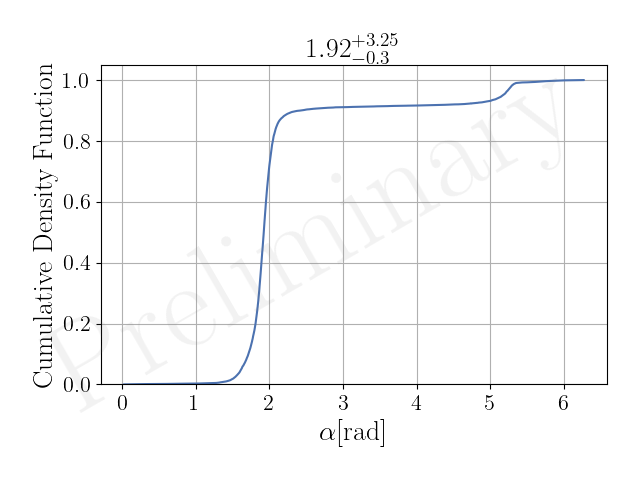 1.92^{+3.25}_{-0.3}
Cumulative Density Function
1.0
0.8
0.6
0.4
0.2
0.0
0 1 2 3 4 5 6
α[rad]
Preliminary